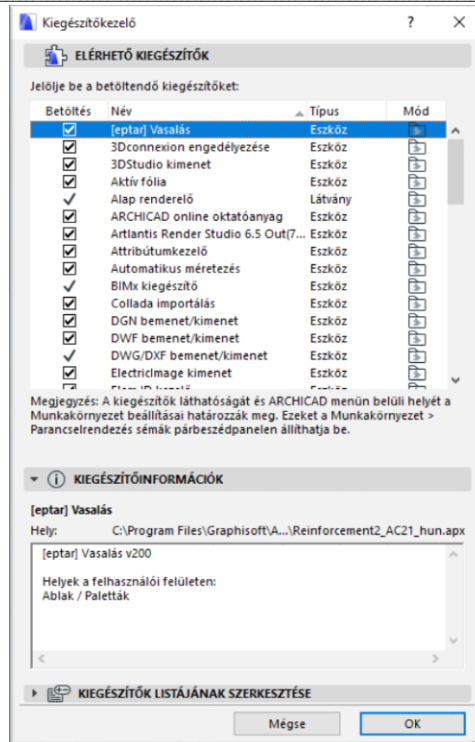 Kiegészítőkezelő ? ×
ELÉRHETŐ KIEGÉSZÍTŐK
Jelölje be a betöltendő kiegészítőket:
Betöltés Név Típus Mód
[eptar] Vasalás Eszköz
3Dconnexion engedélyezése Eszköz
3DStudio kimenet Eszköz
Aktív fólia Eszköz
Alap renderelő Látvány
ARCHICAD online oktatóanyag Eszköz
Artlantis Render Studio 6.5 Out(7... Eszköz
Attribútumkezelő Eszköz
Automatikus méretezés Eszköz
BIMx kiegészítő Eszköz
Collada importálás Eszköz
DGN bemenet/kimenet Eszköz
DWF bemenet/kimenet Eszköz
DWG/DXF bemenet/kimenet Eszköz
ElectricImage kimenet Eszköz
Megjegyzés: A kiegészítők láthatóságát és ARCHICAD menün belüli helyét a
Munkakörnyezet beállításai határozzák meg. Ezeket a Munkakörnyezet >
Parancselrendezés sémák párbeszédpanelen állíthatja be.
KIEGÉSZÍTŐINFORMÁCIÓK
[eptar] Vasalás
Hely: C:\Program Files\Graphisoft\A...\Reinforcement2_AC21_hun.apx
[eptar] Vasalás v200
Helyek a felhasználói felületen:
Ablak / Paletták
KIEGÉSZÍTŐK LISTÁJÁNAK SZERKESZTÉSE
Mégse OK